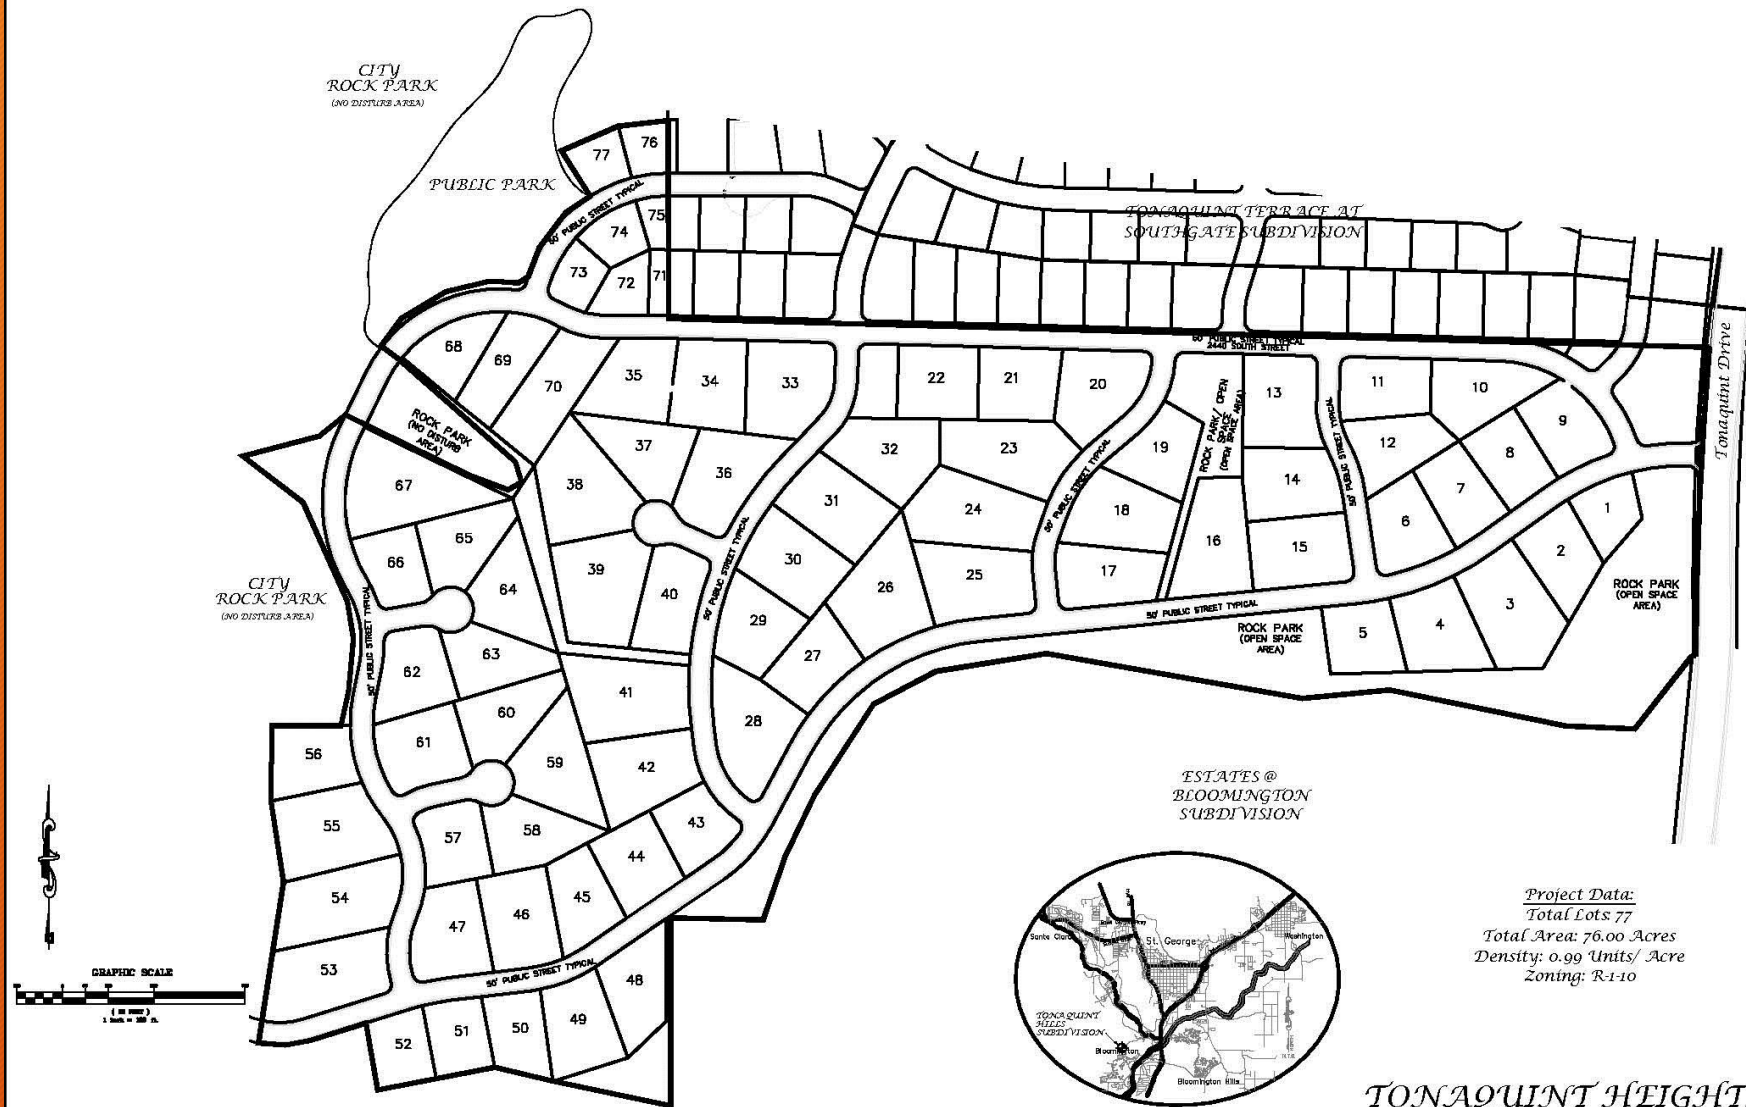 CITY
ROCK PARK
(NO DISTURB AREA)
PUBLIC PARK
77
76
50' PUBLIC STREET TYPICAL
75
74
73
72
71
TONAQUINT TERRACE AT
SOUTHGATE SUBDIVISION
Tonaquint Drive
60' PUBLIC STREET TYPICAL
2440 SOUTH STREET
68
69
70
35
34
33
22
21
20
13
11
10
9
ROCK PARK
(NO DISTURB
AREA)
ROCK PARK/ OPEN
SPACE
(OPEN SPACE AREA)
37
36
32
23
19
12
8
67
38
31
24
18
14
7
6
1
50' PUBLIC STREET TYPICAL
50' PUBLIC STREET TYPICAL
50' PUBLIC STREET TYPICAL
65
66
64
39
40
30
26
25
17
16
15
2
3
4
5
CITY
ROCK PARK
(NO DISTURB AREA)
50' PUBLIC STREET TYPICAL
50' PUBLIC STREET TYPICAL
ROCK PARK
(OPEN SPACE
AREA)
ROCK PARK
(OPEN SPACE
AREA)
29
27
28
62
63
41
61
60
59
42
56
55
57
58
43
44
45
46
47
54
53
48
49
50
51
52
50' PUBLIC STREET TYPICAL
ESTATES @
BLOOMINGTON
SUBDIVISION
GRAPHIC SCALE
Santa Clara
St. George
Washington
TONAQUINT
HILLS
SUBDIVISION
Bloomington
Bloomington Hills
Project Data:
Total Lots: 77
Total Area: 76.00 Acres
Density: 0.99 Units/ Acre
Zoning: R-1-10
TONAQUINT HEIGHT